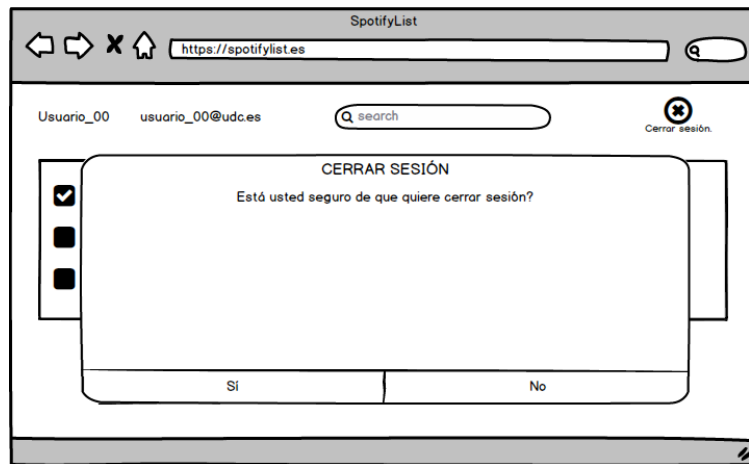 SpotifyList
https://spotifylist.es
Usuario_00 usuario_00@udc.es search
Cerrar sesión.
CERRAR SESIÓN
Está usted seguro de que quiere cerrar sesión?
Sí No